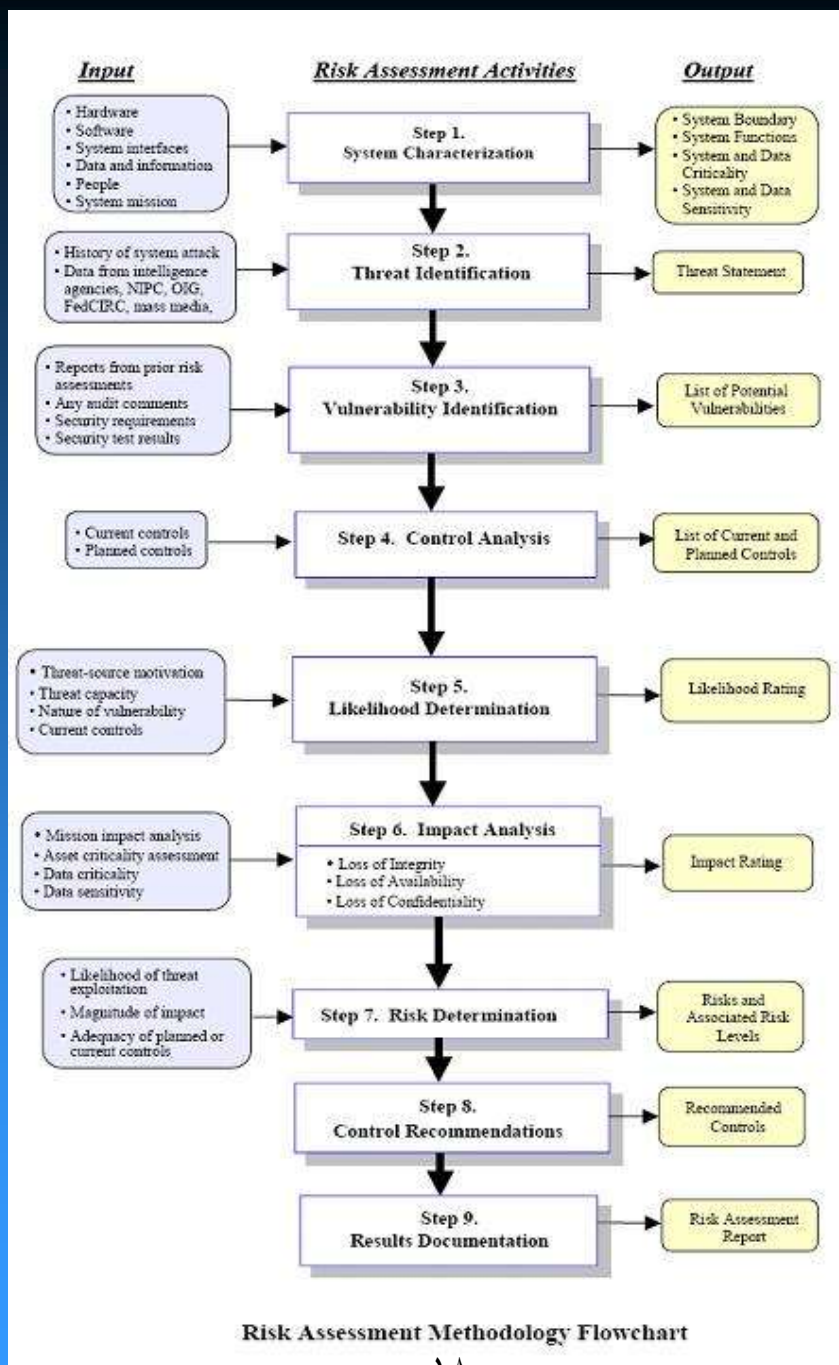 Input
Risk Assessment Activities
Output
• Hardware
• Software
• System interfaces
• Data and information
• People
• System mission
Step 1.
System Characterization
• System Boundary
• System Functions
• System and Data
Criticality
• System and Data
Sensitivity
• History of system attack
• Data from intelligence
agencies, NIPC, OIG,
FedCIRC, mass media,
Step 2.
Threat Identification
Threat Statement
• Reports from prior risk
assessments
• Any audit comments
• Security requirements
• Security test results
Step 3.
Vulnerability Identification
List of Potential
Vulnerabilities
• Current controls
• Planned controls
Step 4. Control Analysis
List of Current and
Planned Controls
• Threat-source motivation
• Threat capacity
• Nature of vulnerability
• Current controls
Step 5.
Likelihood Determination
Likelihood Rating
• Mission impact analysis
• Asset criticality assessment
• Data criticality
• Data sensitivity
Step 6. Impact Analysis
• Loss of Integrity
• Loss of Availability
• Loss of Confidentiality
Impact Rating
• Likelihood of threat
exploitation
• Magnitude of impact
• Adequacy of planned or
current controls
Step 7. Risk Determination
Risks and
Associated Risk
Levels
Step 8.
Control Recommendations
Recommended
Controls
Step 9.
Results Documentation
Risk Assessment
Report
Risk Assessment Methodology Flowchart